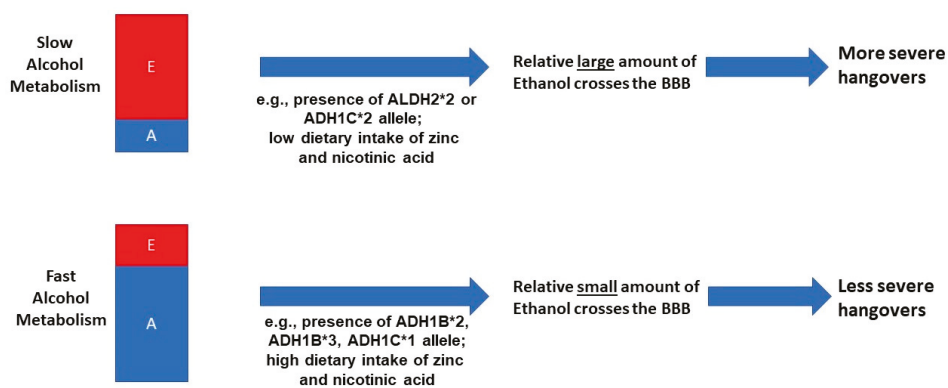 Slow
Alcohol
Metabolism
E
A
e.g., presence of ALDH2*2 or
ADH1C*2 allele;
low dietary intake of zinc
and nicotinic acid
Relative large amount of
Ethanol crosses the BBB
More severe
hangovers
Fast
Alcohol
Metabolism
E
A
e.g., presence of ADH1B*2,
ADH1B*3, ADH1C*1 allele;
high dietary intake of zinc
and nicotinic acid
Relative small amount of
Ethanol crosses the BBB
Less severe
hangovers